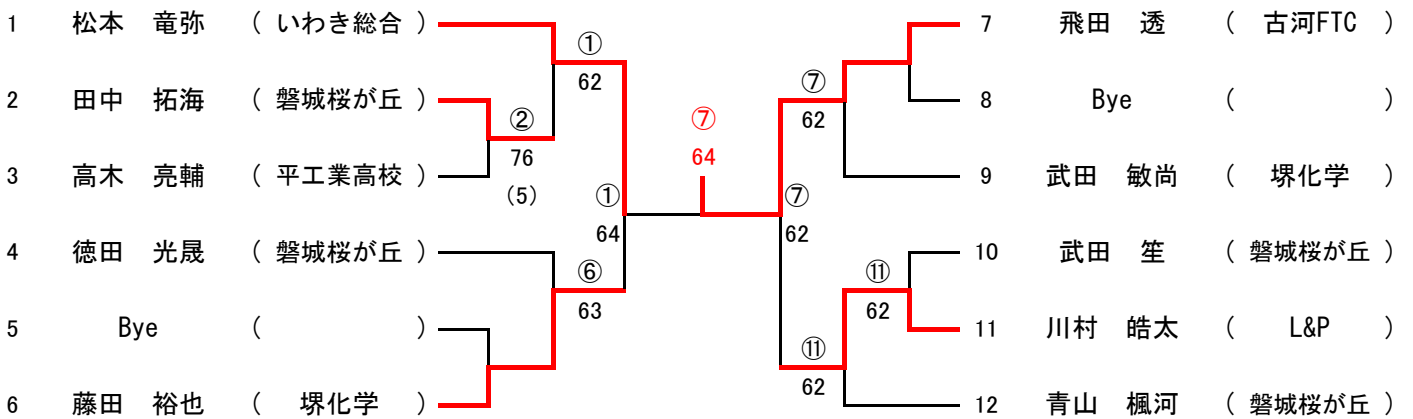 1 松本 竜弥 ( いわき総合 )
2 田中 拓海 ( 磐城桜が丘 )
3 高木 亮輔 ( 平工業高校 )
4 徳田 光晟 ( 磐城桜が丘 )
5 Bye ( )
6 藤田 裕也 ( 堺化学 )
①
62
②
76
(5)
①
64
⑥
63
⑦
64
⑦
62
⑦
62
⑪
62
⑪
62
7 飛田 透 ( 古河FTC )
8 Bye ( )
9 武田 敏尚 ( 堺化学 )
10 武田 笙 ( 磐城桜が丘 )
11 川村 皓太 ( L&P )
12 青山 楓河 ( 磐城桜が丘 )